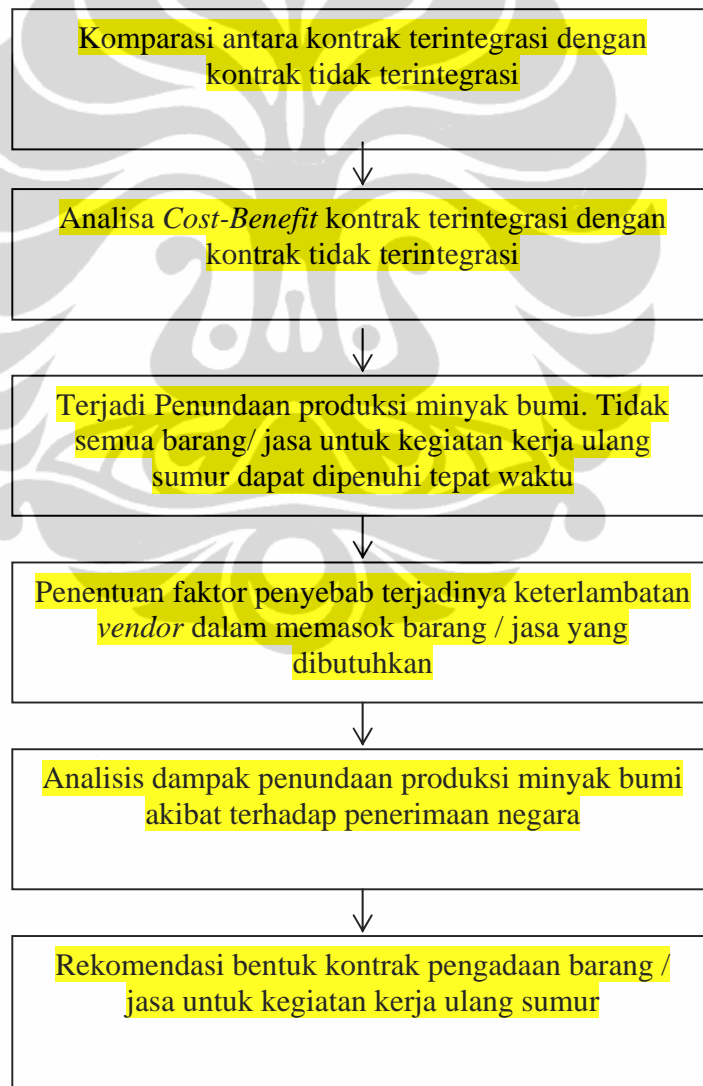 Komparasi antara kontrak terintegrasi dengan
kontrak tidak terintegrasi
Analisa Cost-Benefit kontrak terintegrasi dengan
kontrak tidak terintegrasi
Terjadi Penundaan produksi minyak bumi. Tidak
semua barang/ jasa untuk kegiatan kerja ulang
sumur dapat dipenuhi tepat waktu
Penentuan faktor penyebab terjadinya keterlambatan
vendor dalam memasok barang / jasa yang
dibutuhkan
Analisis dampak penundaan produksi minyak bumi
akibat terhadap penerimaan negara
Rekomendasi bentuk kontrak pengadaan barang /
jasa untuk kegiatan kerja ulang sumur